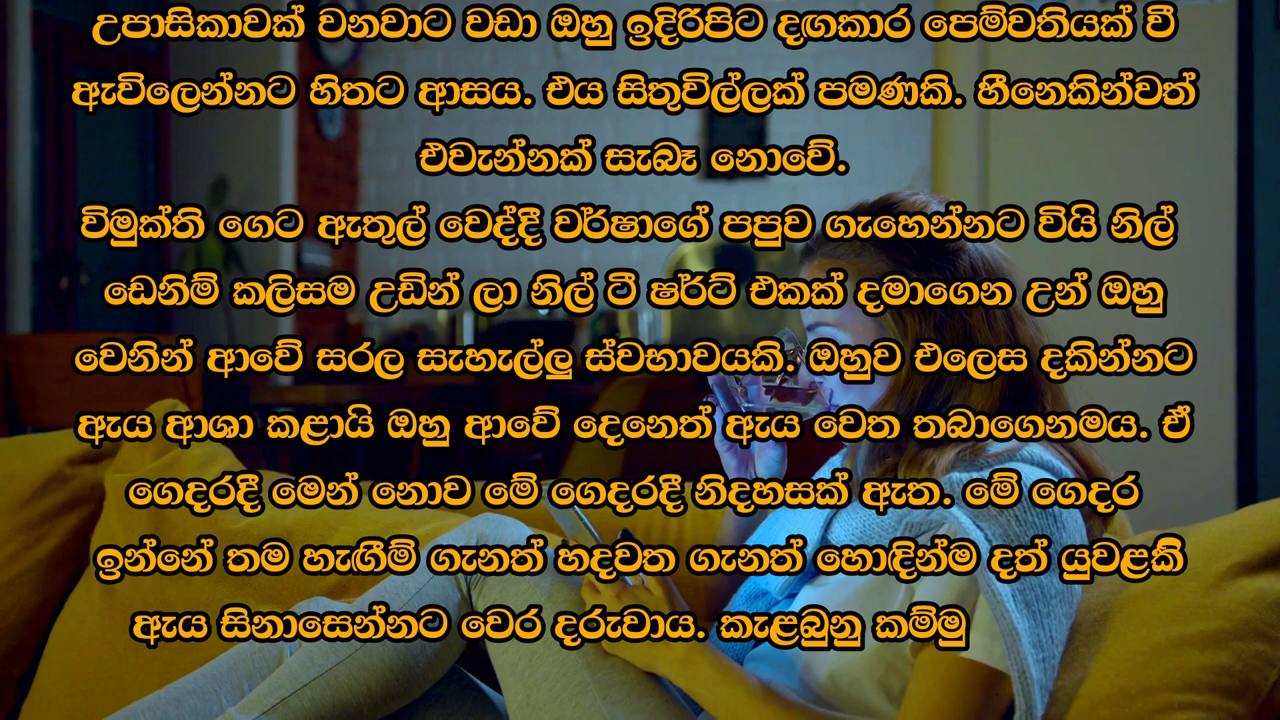 උපාසිකාවක් වනවාට වඩා ඔහු ඉදිරිපිට දඟකාර පෙම්වතියක් වී
ඇවිලෙන්නට හිතට ආසය. එය සිතුවිල්ලක් පමණකි. හීනෙකින්වත්
එවැන්නක් සැබෑ නොවේ.
විමුක්ති ගෙට ඇතුල් වෙද්දී වර්ෂාගේ පපුව ගැහෙන්නට වියි නිල්
ඩෙනිම් කලිසම උඩින් ලා නිල් ටී ෂර්ට් එකක් දමාගෙන උන් ඔහු
වෙනින් ආවේ සරල සැහැල්ලු ස්වභාවයකි. ඔහුව එලෙස දකින්නට
ඇය ආශා කළායි ඔහු ආවේ දෙනෙත් ඇය වෙත තබාගෙනමය. ඒ
ගෙදරදී මෙන් නොව මේ ගෙදරදී නිදහසක් ඇත. මේ ගෙදර
ඉන්නේ තම හැඟීම් ගැනත් හදවත ගැනත් හොඳින්ම දත් යුවළකි
ඇය සිනාසෙන්නට වෙර දරුවාය. කැළබුනු කම්මු